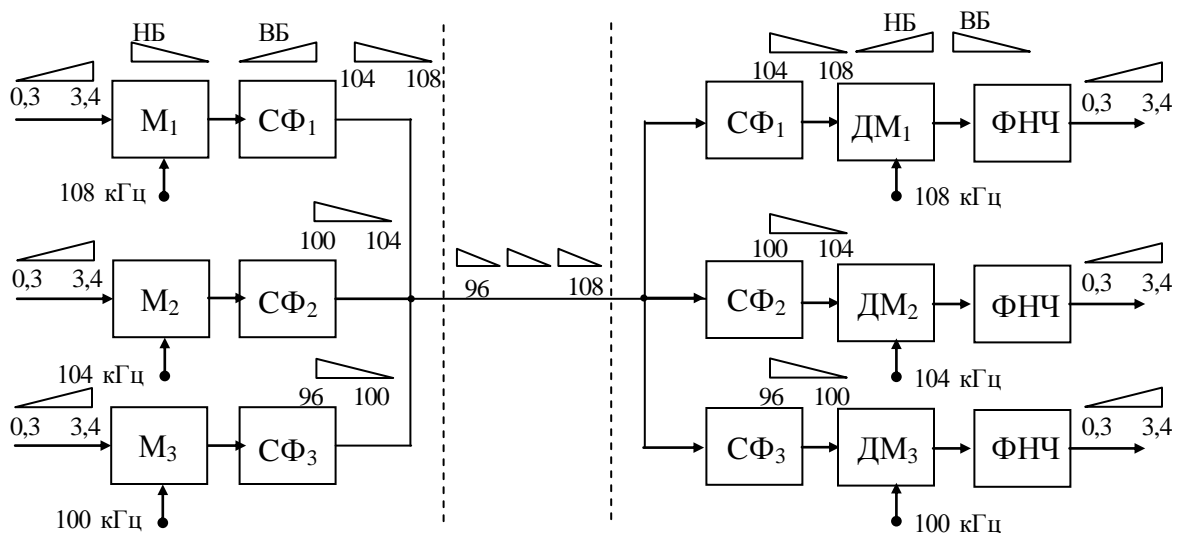 НБ ВБ
104 108
0,3 3,4
М1
СФ1
108 кГц
100 104
0,3 3,4
М2
СФ2
104 кГц
96 100
0,3 3,4
М3
СФ3
100 кГц
96 108
НБ ВБ
104 108
0,3 3,4
СФ1
ДМ1
ФНЧ
108 кГц
100 104
0,3 3,4
СФ2
ДМ2
ФНЧ
104 кГц
96 100
0,3 3,4
СФ3
ДМ3
ФНЧ
100 кГц